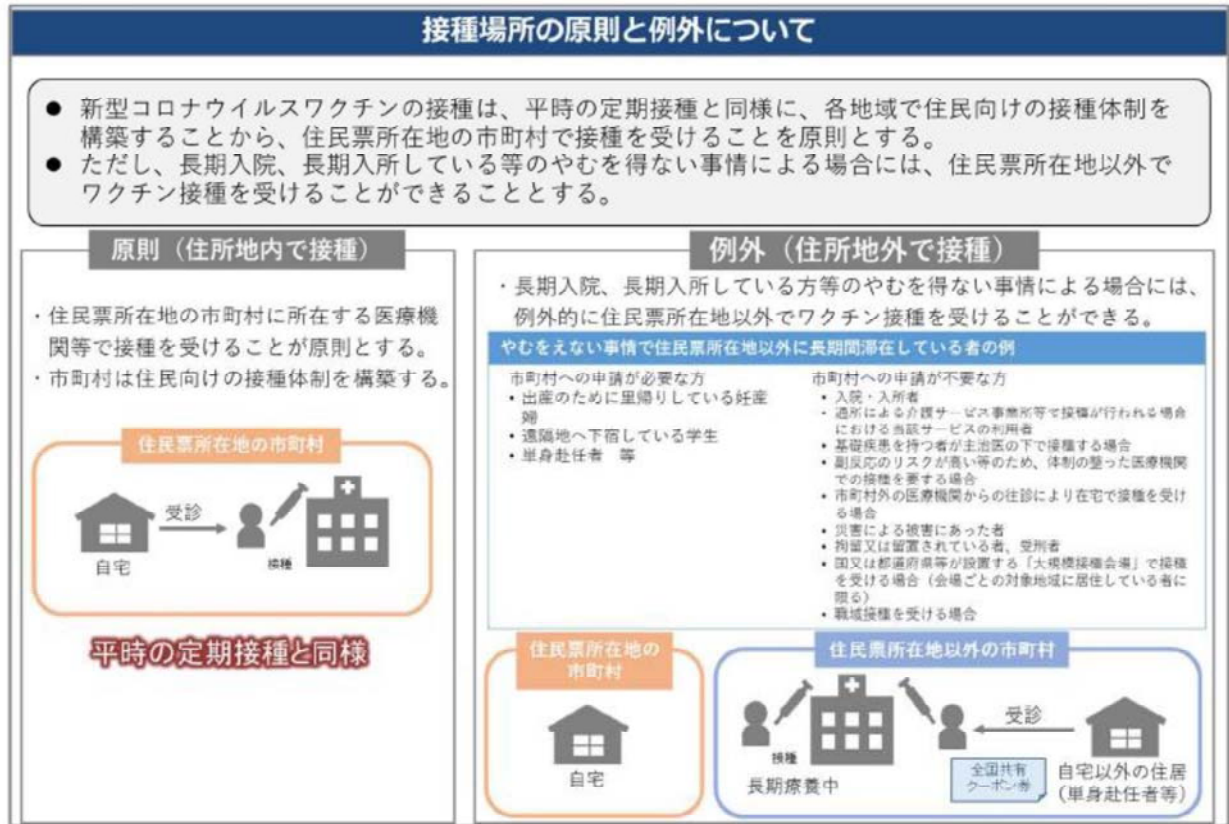 接種場所の原則と例外について
● 新型コロナウイルスワクチンの接種は、平時の定期接種と同様に、各地域で住民向けの接種体制を
構築することから、住民票所在地の市町村で接種を受けることを原則とする。
● ただし、長期入院、長期入所している等のやむを得ない事情による場合には、住民票所在地以外で
ワクチン接種を受けることができることとする。
原則（住所地内で接種）
・住民票所在地の市町村に所在する医療機
関等で接種を受けることが原則とする。
・市町村は住民向けの接種体制を構築する。
住民票所在地の市町村
受診
自宅
接種
平時の定期接種と同様
例外（住所地外で接種）
・長期入院、長期入所している方等のやむを得ない事情による場合には、
例外的に住民票所在地以外でワクチン接種を受けることができる。
やむをえない事情で住民票所在地以外に長期間滞在している者の例
市町村への申請が必要な方
• 出産のために里帰りしている妊産
婦
• 遠隔地へ下宿している学生
• 単身赴任者　等
市町村への申請が不要な方
• 入院・入所者
• 通所による介護サービス事業所等で接種が行われる場合
における当該サービスの利用者
• 基礎疾患を持つ者が主治医の下で接種する場合
• 副反応のリスクが高い等のため、体制の整った医療機関
での接種を要する場合
• 市町村外の医療機関からの往診により在宅で接種を受け
る場合
• 災害による被害にあった者
• 拘留又は留置されている者、受刑者
• 国又は都道府県等が設置する「大規模接種会場」で接種
を受ける場合（会場ごとの対象地域に居住している者に
限る）
• 職域接種を受ける場合
住民票所在地の
市町村
自宅
住民票所在地以外の市町村
接種
長期療養中
受診
全国共有
クーポン券
自宅以外の住居
（単身赴任者等）